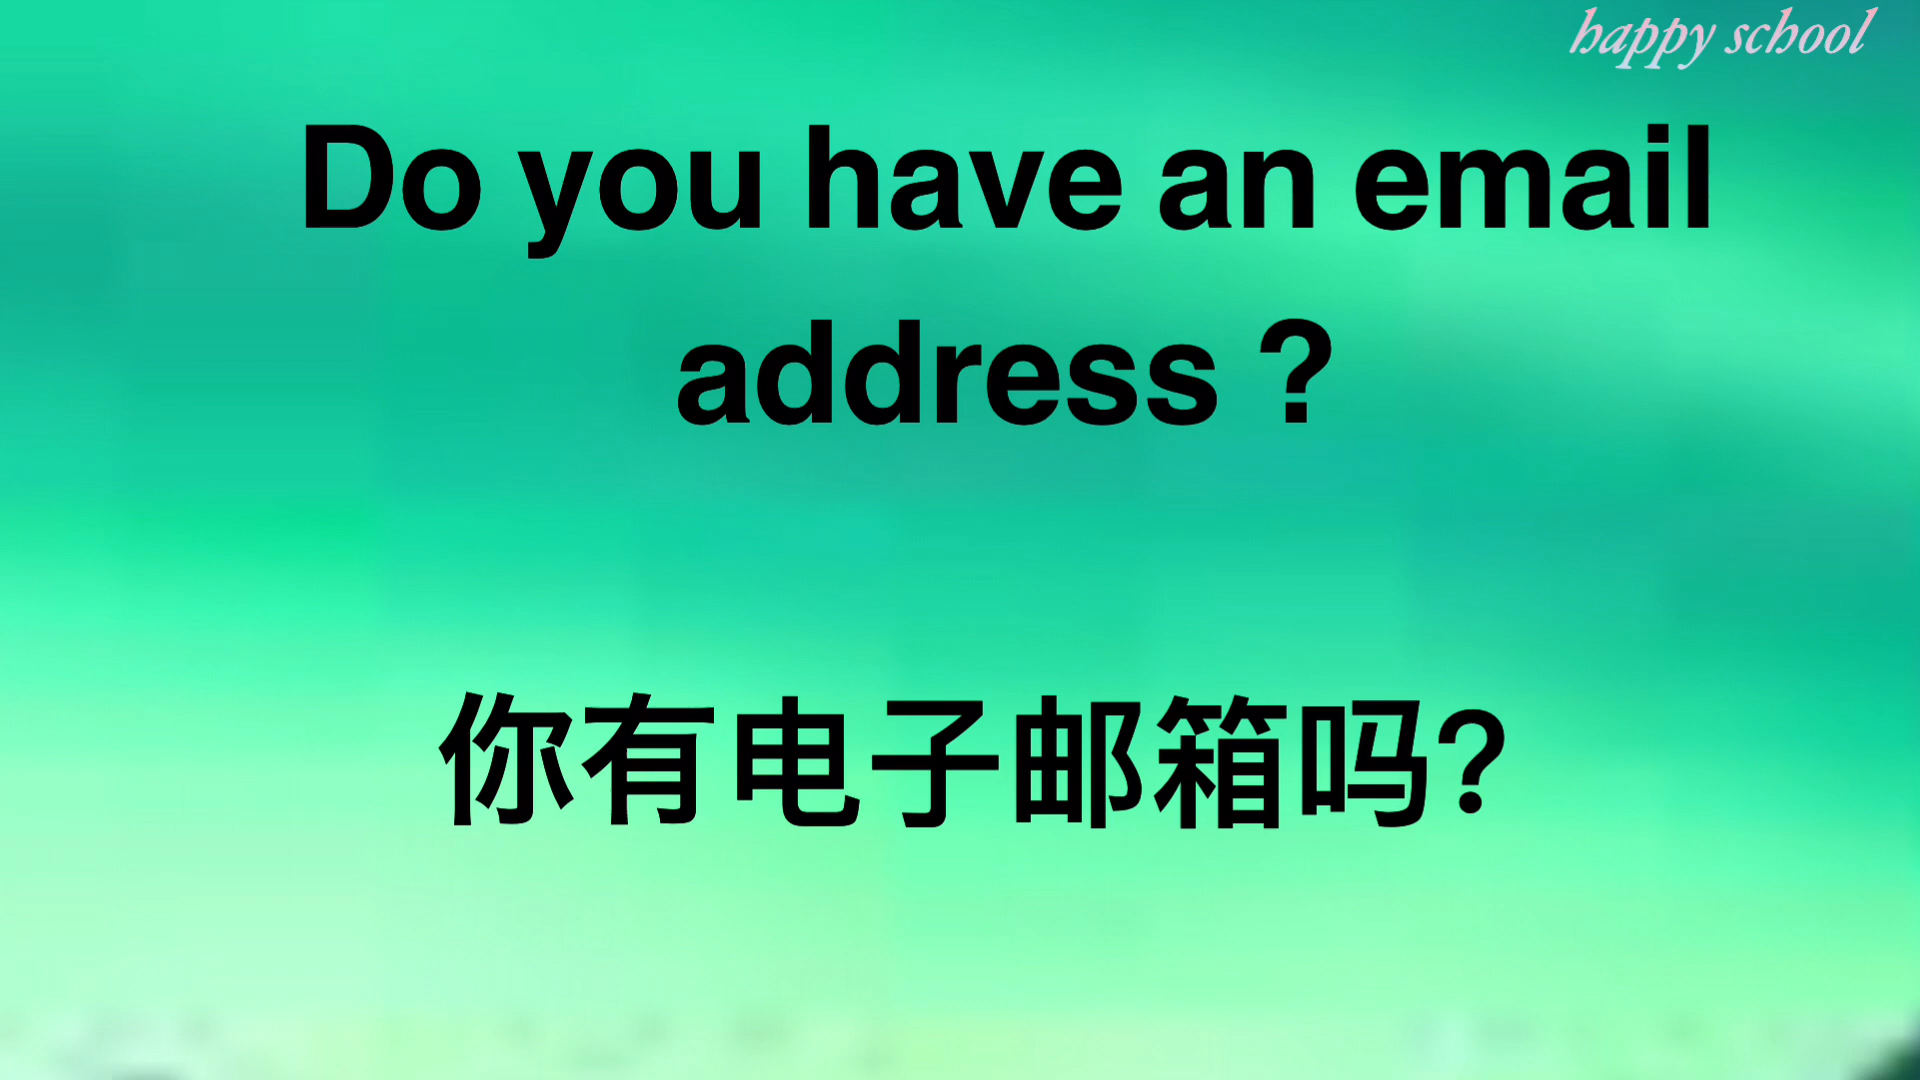 happy school
Do you have an email
address ?
你有电子邮箱吗?